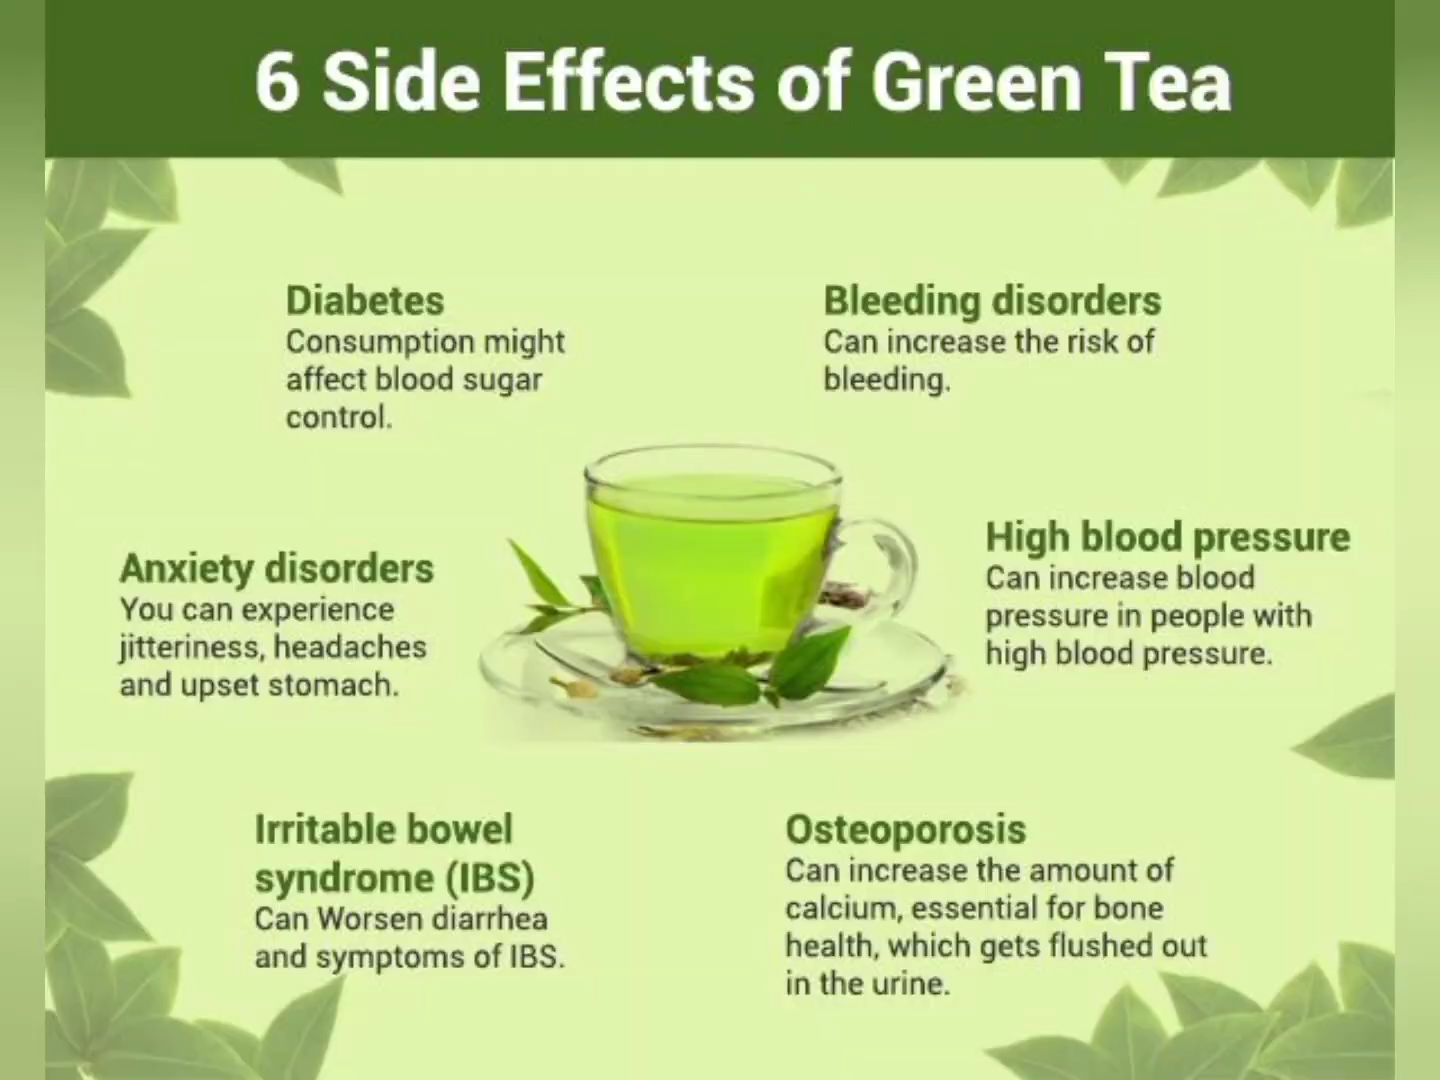 6 Side Effects of Green Tea
Diabetes
Consumption might
affect blood sugar
control.
Bleeding disorders
Can increase the risk of
bleeding.
Anxiety disorders
You can experience
jitteriness, headaches
and upset stomach.
High blood pressure
Can increase blood
pressure in people with
high blood pressure.
Irritable bowel
syndrome (IBS)
Can Worsen diarrhea
and symptoms of IBS.
Osteoporosis
Can increase the amount of
calcium, essential for bone
health, which gets flushed out
in the urine.